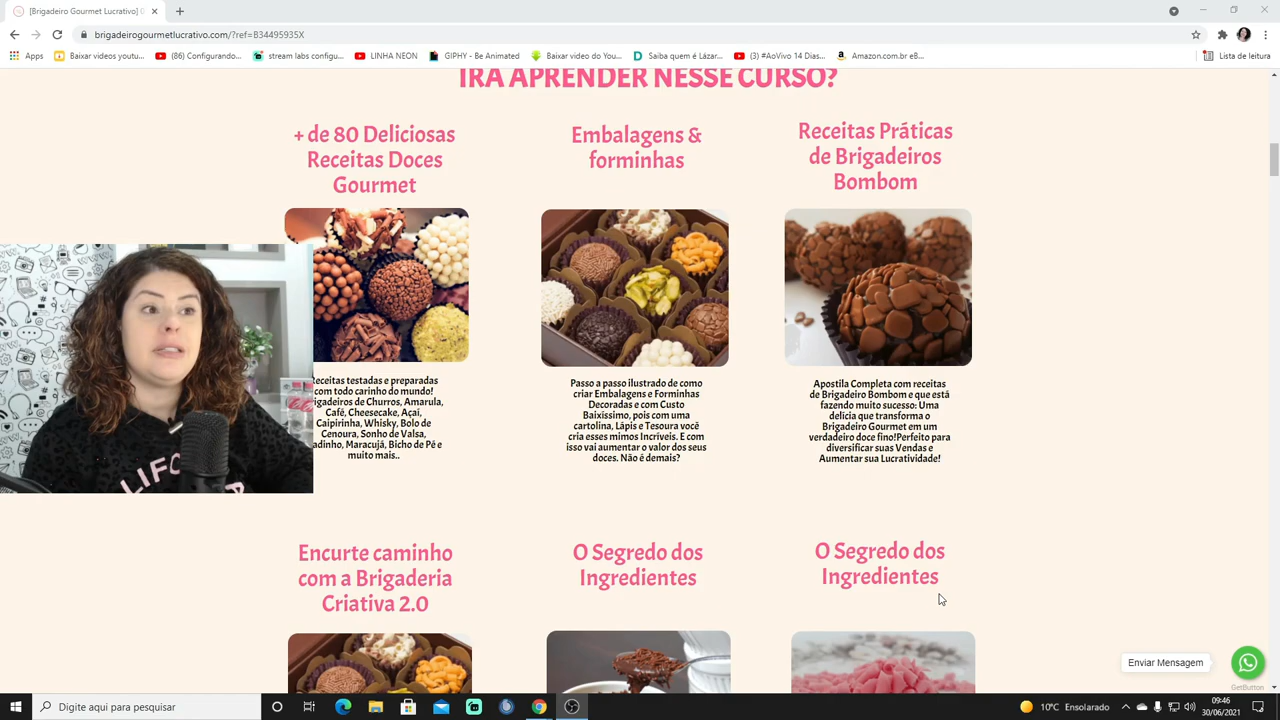 [Brigadeiro Gourmet Lucrativo] D
brigadeirogourmetlucrativo.com/?ref=B34495935X
Apps
Baixar videos youtu...
(86) Configurando...
stream labs configu...
LINHA NEON
GIPHY - Be Animated
Baixar video do You...
Saiba quem é Lázar...
(3) #AoVivo 14 Dias...
Amazon.com.br eB...
Lista de leitura
IRÁ APRENDER NESSE CURSO?
+ de 80 Deliciosas
Receitas Doces
Gourmet
Embalagens &
forminhas
Receitas Práticas
de Brigadeiros
Bombom
Receitas testadas e preparadas
com todo carinho do mundo!
rigadeiros de Churros, Amarula,
Café, Cheesecake, Açaí,
Caipirinha, Whisky, Bolo de
Cenoura, Sonho de Valsa,
adinho, Maracujá, Bicho de Pé e
muito mais..
Passo a passo ilustrado de como
criar Embalagens e Forminhas
Decoradas e com Custo
Baixíssimo, pois com uma
cartolina, Lápis e Tesoura você
cria esses mimos Incríveis. E com
isso vai aumentar o valor dos seus
doces. Não é demais?
Apostila Completa com receitas
de Brigadeiro Bombom e que está
fazendo muito sucesso: Uma
delícia que transforma o
Brigadeiro Gourmet em um
verdadeiro doce fino!Perfeito para
diversificar suas Vendas e
Aumentar sua Lucratividade!
Encurte caminho
com a Brigaderia
Criativa 2.0
O Segredo dos
Ingredientes
O Segredo dos
Ingredientes
Enviar Mensagem
GetButton
Digite aqui para pesquisar
10°C Ensolarado
09:46
30/06/2021